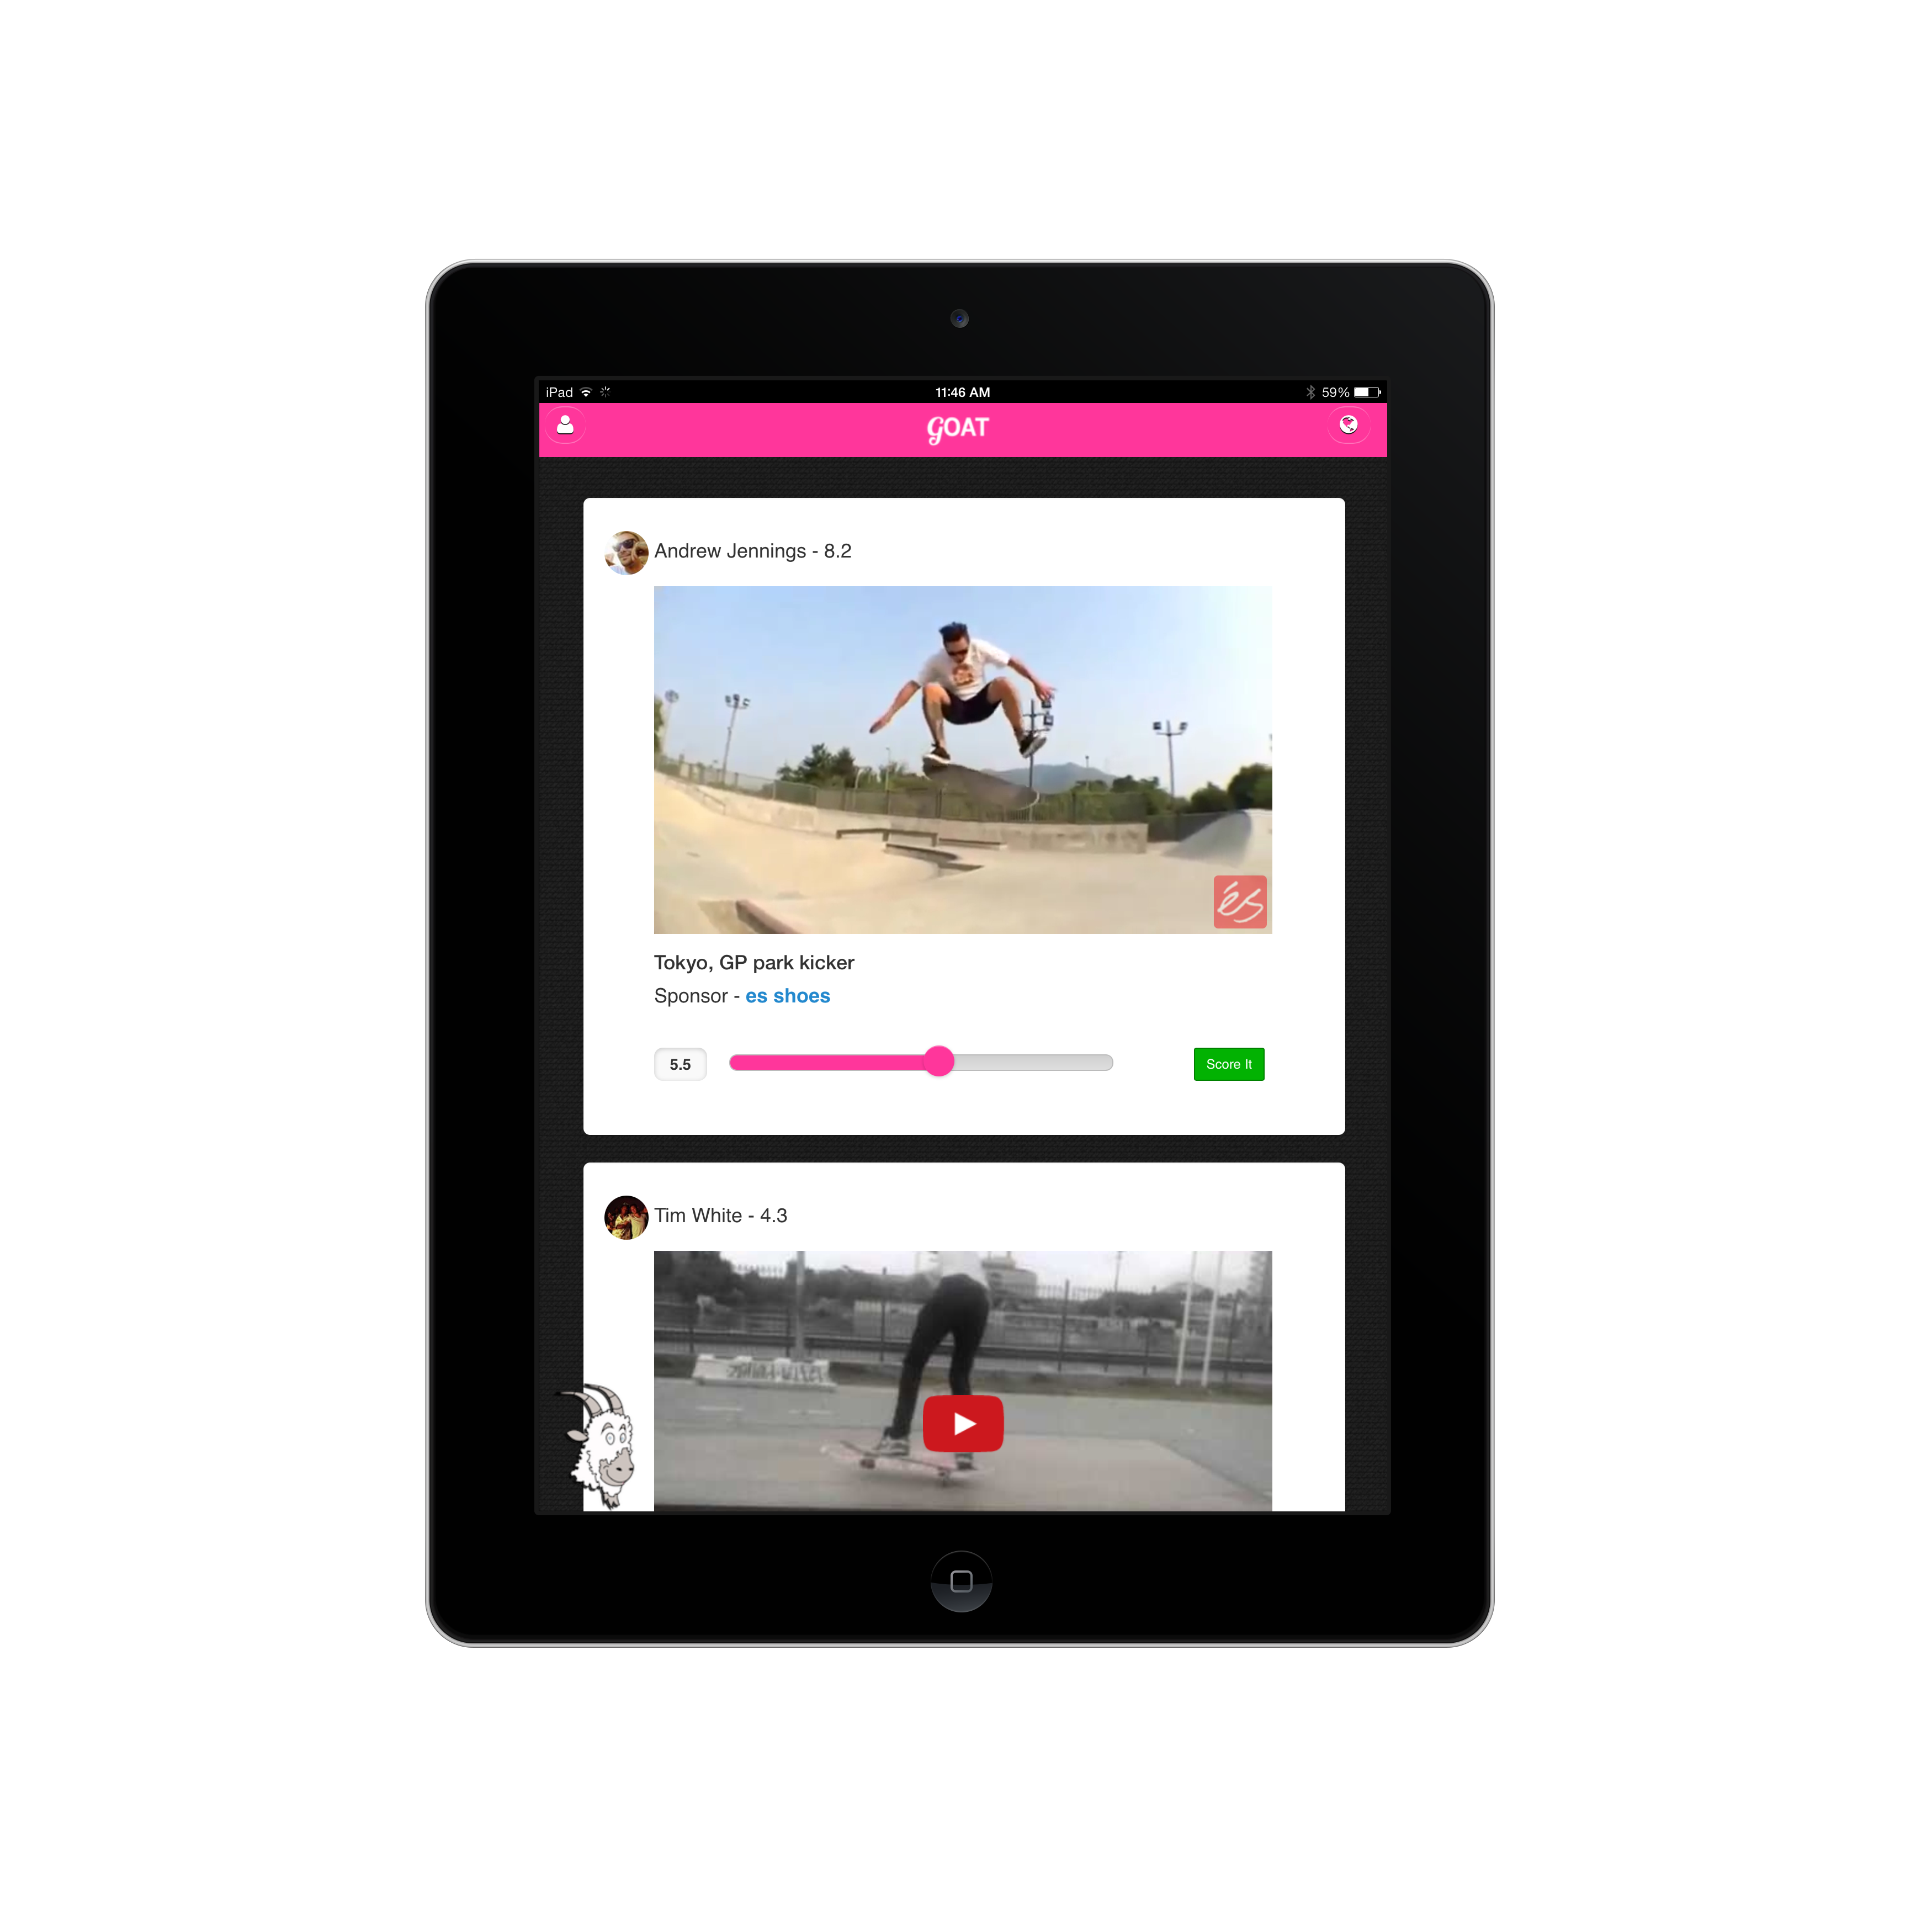 iPad 11:46 AM 59%
GOAT
Andrew Jennings - 8.2
éS
Tokyo, GP park kicker
Sponsor - es shoes
5.5 Score It
Tim White - 4.3